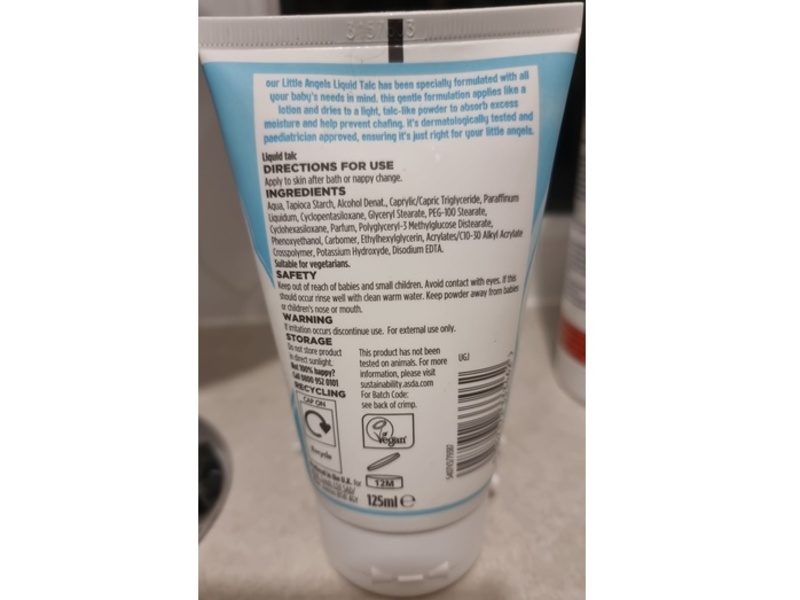 our Little Angels Liquid Talc has been specially formulated with all
your baby's needs in mind. this gentle formulation applies like a
lotion and dries to a light, talc-like powder to absorb excess
moisture and help prevent chafing. it's dermatologically tested and
paediatrician approved, ensuring it's just right for your little angels.
Liquid talc
DIRECTIONS FOR USE
Apply to skin after bath or nappy change.
INGREDIENTS
Aqua, Tapioca Starch, Alcohol Denat., Caprylic/Capric Triglyceride, Paraffinum
Liquidum, Cyclopentasiloxane, Glyceryl Stearate, PEG-100 Stearate,
Cyclohexasiloxane, Parfum, Polyglyceryl-3 Methylglucose Distearate,
Phenoxyethanol, Carbomer, Ethylhexylglycerin, Acrylates/C10-30 Alkyl Acrylate
Crosspolymer, Potassium Hydroxide, Disodium EDTA.
Suitable for vegetarians.
SAFETY
Keep out of reach of babies and small children. Avoid contact with eyes. If this
should occur rinse well with clean warm water. Keep powder away from babies
or children's nose or mouth.
WARNING
If irritation occurs discontinue use. For external use only.
STORAGE
Do not store product
in direct sunlight.
Not 100% happy?
Call 0800 952 0101
RECYCLING
CAP ON
Recycle
This product has not been
tested on animals. For more
information, please visit
sustainability.asda.com
For Batch Code:
see back of crimp.
UGJ
Vegan
12M
125ml e